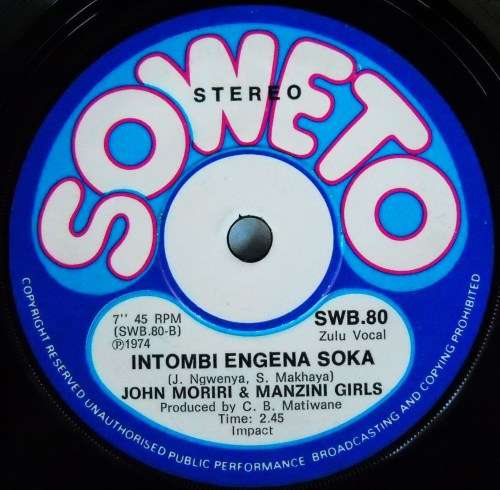 SOWETO
STEREO
7" 45 RPM
(SWB.80-B)
℗1974
SWB.80
Zulu Vocal
INTOMBI ENGENA SOKA
(J. Ngwenya, S. Makhaya)
JOHN MORIRI & MANZINI GIRLS
Produced by C. B. Matiwane
Time: 2.45
Impact
COPYRIGHT RESERVED UNAUTHORISED PUBLIC PERFORMANCE BROADCASTING AND COPYING PROHIBITED